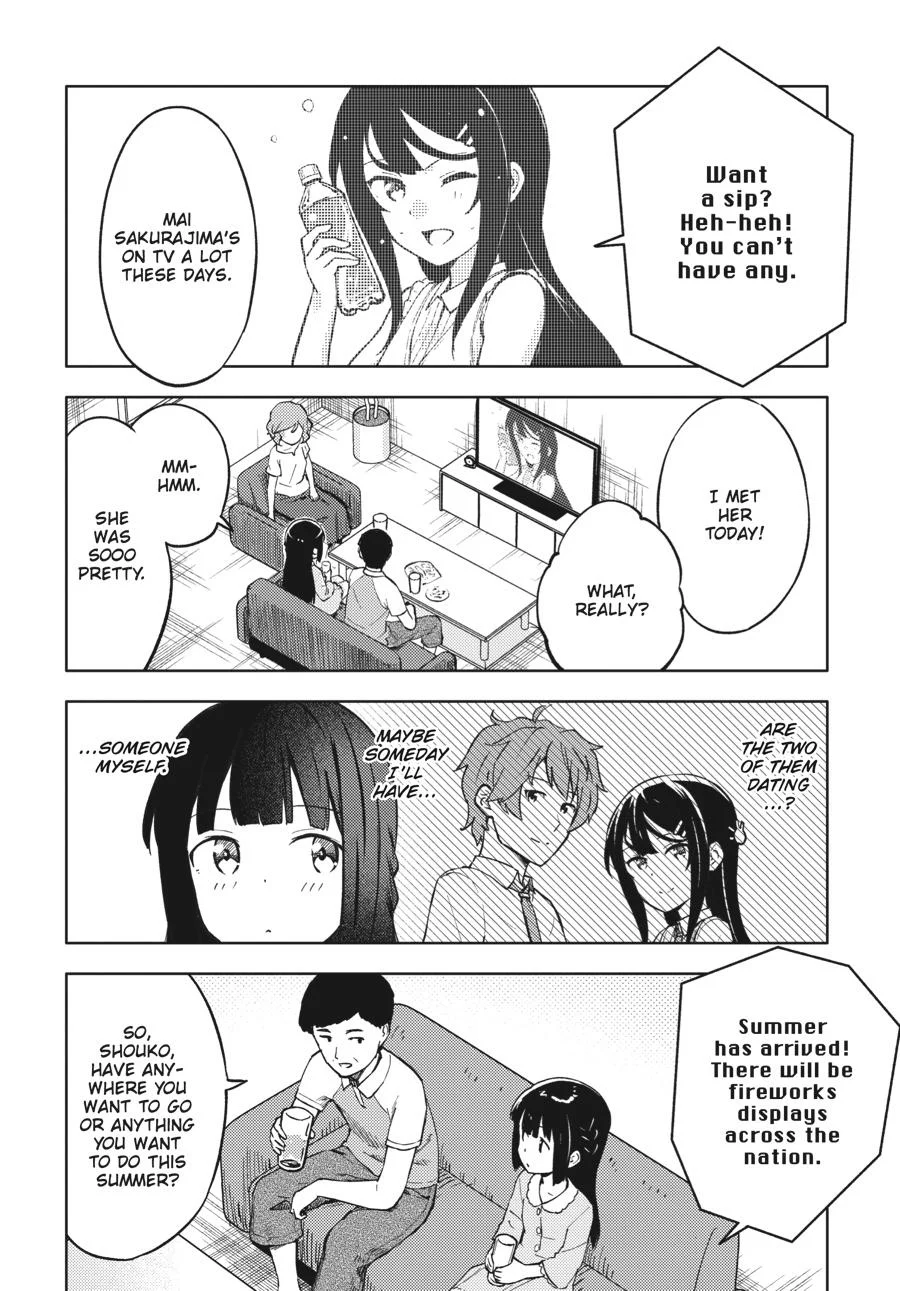 Want
a sip?
Heh-heh!
You can't
have any.
MAI
SAKURAJIMA'S
ON TV A LOT
THESE DAYS.
I MET
HER
TODAY!
WHAT,
REALLY?
MM-
HMM.
SHE
WAS
SOOO
PRETTY.
ARE
THE TWO
OF THEM
DATING
...?
MAYBE
SOMEDAY
I'LL
HAVE...
...SOMEONE
MYSELF.
Summer
has arrived!
There will be
fireworks
displays
across the
nation.
SO,
SHOUKO,
HAVE ANY-
WHERE YOU
WANT TO GO
OR ANYTHING
YOU WANT
TO DO THIS
SUMMER?